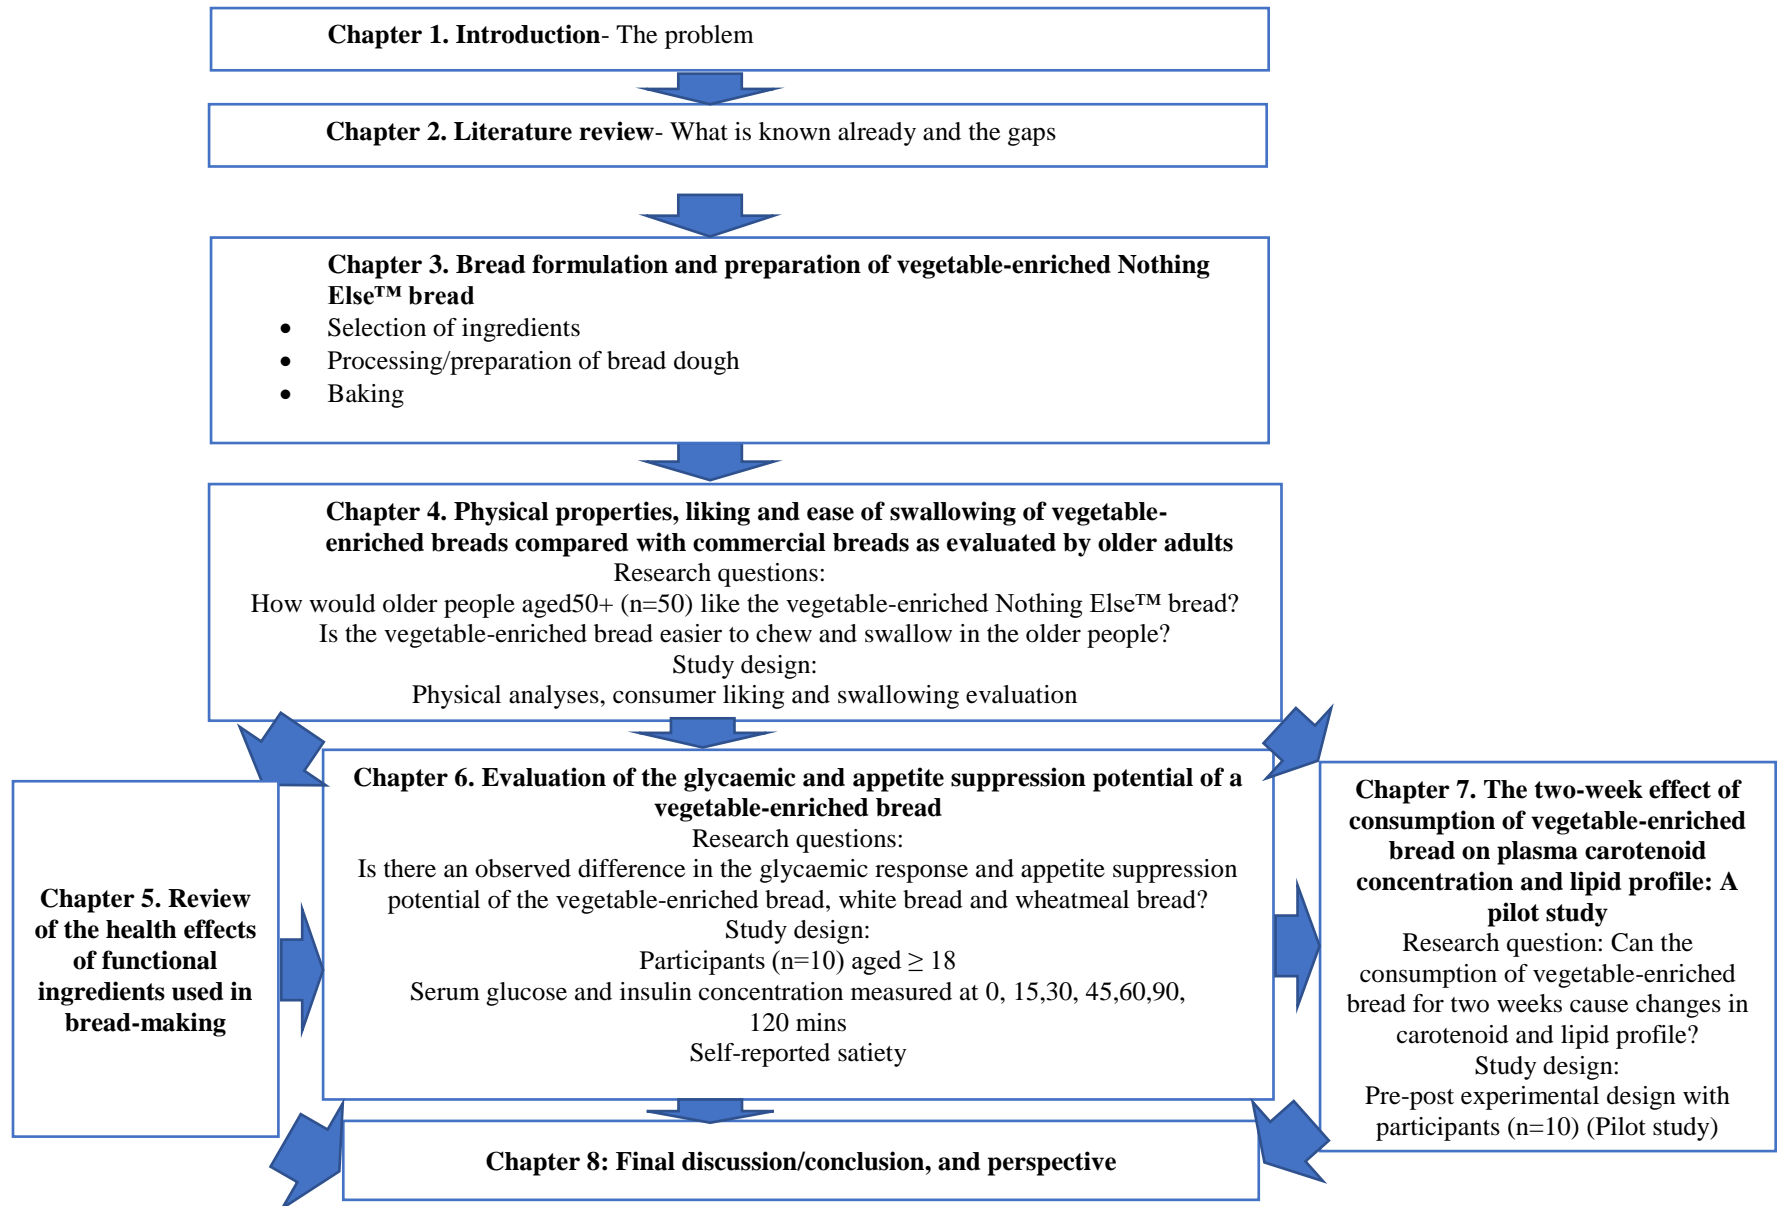 Chapter 1. Introduction- The problem
Chapter 2. Literature review- What is known already and the gaps
Chapter 3. Bread formulation and preparation of vegetable-enriched Nothing
Else™ bread
• Selection of ingredients
• Processing/preparation of bread dough
• Baking
Chapter 4. Physical properties, liking and ease of swallowing of vegetable-
enriched breads compared with commercial breads as evaluated by older adults
Research questions:
How would older people aged50+ (n=50) like the vegetable-enriched Nothing Else™ bread?
Is the vegetable-enriched bread easier to chew and swallow in the older people?
Study design:
Physical analyses, consumer liking and swallowing evaluation
Chapter 5. Review
of the health effects
of functional
ingredients used in
bread-making
Chapter 6. Evaluation of the glycaemic and appetite suppression potential of a
vegetable-enriched bread
Research questions:
Is there an observed difference in the glycaemic response and appetite suppression
potential of the vegetable-enriched bread, white bread and wheatmeal bread?
Study design:
Participants (n=10) aged ≥ 18
Serum glucose and insulin concentration measured at 0, 15,30, 45,60,90,
120 mins
Self-reported satiety
Chapter 7. The two-week effect of
consumption of vegetable-enriched
bread on plasma carotenoid
concentration and lipid profile: A
pilot study
Research question: Can the
consumption of vegetable-enriched
bread for two weeks cause changes in
carotenoid and lipid profile?
Study design:
Pre-post experimental design with
participants (n=10) (Pilot study)
Chapter 8: Final discussion/conclusion, and perspective